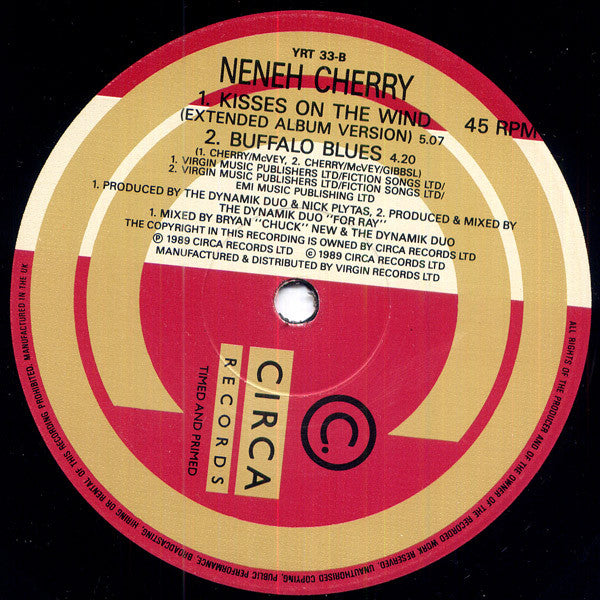 YRT 33-B
NENEH CHERRY
1. KISSES ON THE WIND
(EXTENDED ALBUM VERSION) 5.07
45 RPM
2. BUFFALO BLUES 4.20
(1. CHERRY/McVEY, 2. CHERRY/McVEY/GIBBSL)
1. VIRGIN MUSIC PUBLISHERS LTD/FICTION SONGS LTD/
2. VIRGIN MUSIC PUBLISHERS LTD/FICTION SONGS LTD/
EMI MUSIC PUBLISHING LTD
1. PRODUCED BY THE DYNAMIK DUO & NICK PLYTAS, 2. PRODUCED & MIXED BY
THE DYNAMIK DUO "FOR RAY"
1. MIXED BY BRYAN "CHUCK" NEW & THE DYNAMIK DUO
THE COPYRIGHT IN THIS RECORDING IS OWNED BY CIRCA RECORDS LTD
℗ 1989 CIRCA RECORDS LTD © 1989 CIRCA RECORDS LTD
MANUFACTURED & DISTRIBUTED BY VIRGIN RECORDS LTD
C.
CIRCA
RECORDS
TIMED AND PRIMED
ALL RIGHTS OF THE PRODUCER AND OF THE OWNER OF THE RECORDED WORK RESERVED. UNAUTHORISED COPYING, PUBLIC PERFORMANCE, BROADCASTING, HIRING OR RENTAL OF THIS RECORDING PROHIBITED. MANUFACTURED IN THE UK